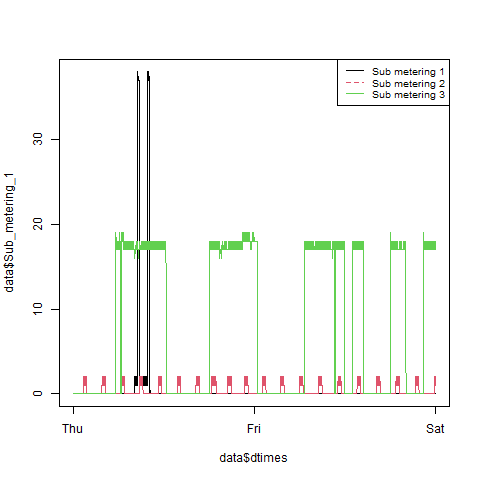 Sub metering 1
Sub metering 2
Sub metering 3
data$Sub_metering_1
30
20
10
0
Thu
Fri
Sat
data$dtimes